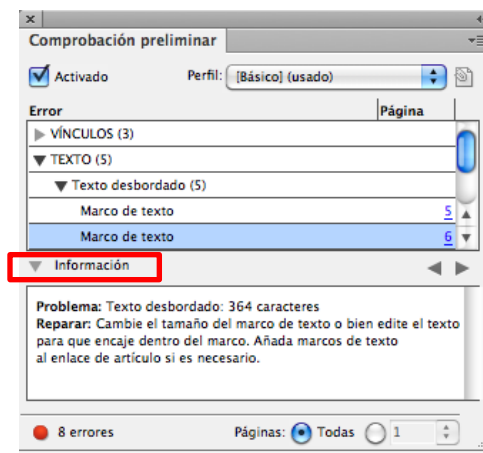 Comprobación preliminar
Activado Perfil: [Básico] (usado)
Error Página
VÍNCULOS (3)
TEXTO (5)
Texto desbordado (5)
Marco de texto 5
Marco de texto 6
Información
Problema: Texto desbordado: 364 caracteres
Reparar: Cambie el tamaño del marco de texto o bien edite el texto
para que encaje dentro del marco. Añada marcos de texto
al enlace de artículo si es necesario.
8 errores Páginas: Todas 1